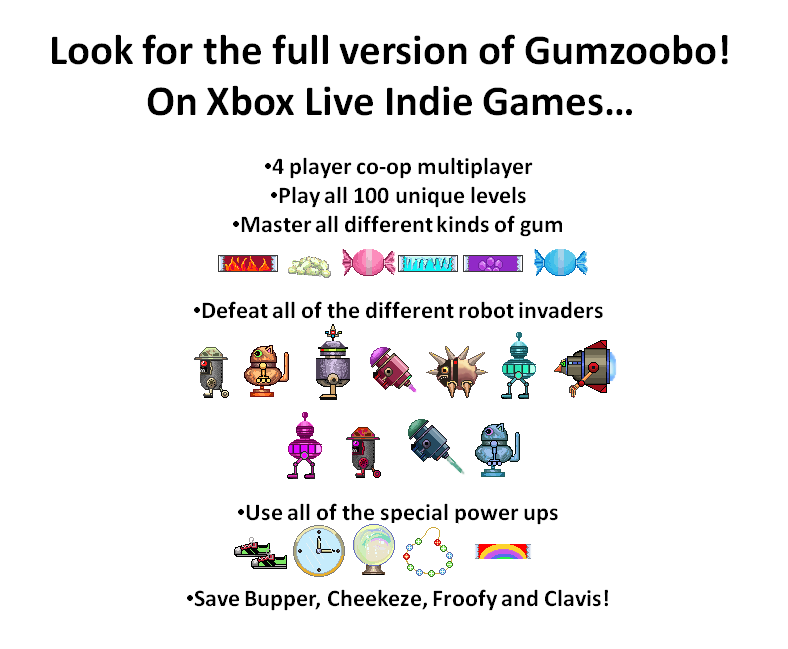 Look for the full version of Gumzoobo!
On Xbox Live Indie Games…
•4 player co-op multiplayer
•Play all 100 unique levels
•Master all different kinds of gum
•Defeat all of the different robot invaders
•Use all of the special power ups
•Save Bupper, Cheekeze, Froofy and Clavis!